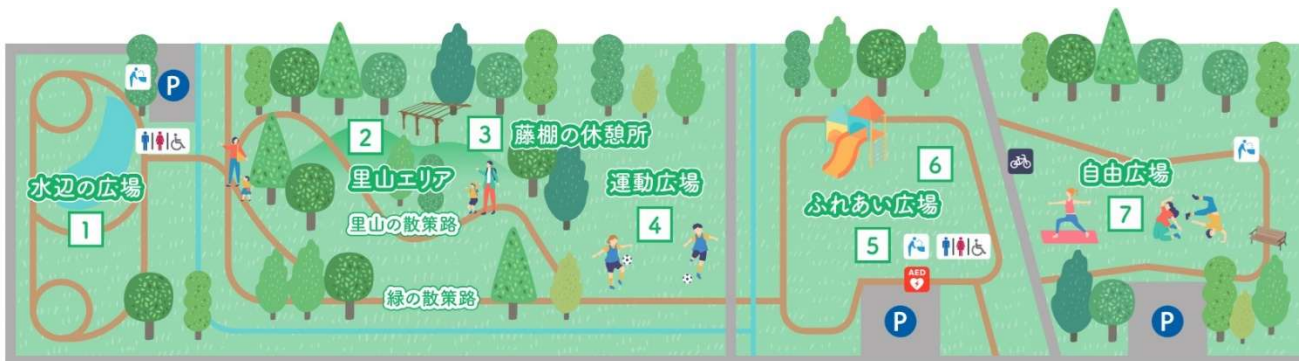 P
水辺の広場
1
2
里山エリア
3
藤棚の休憩所
里山の散策路
緑の散策路
運動広場
4
6
ふれあい広場
5
AED
P
自由広場
7
P